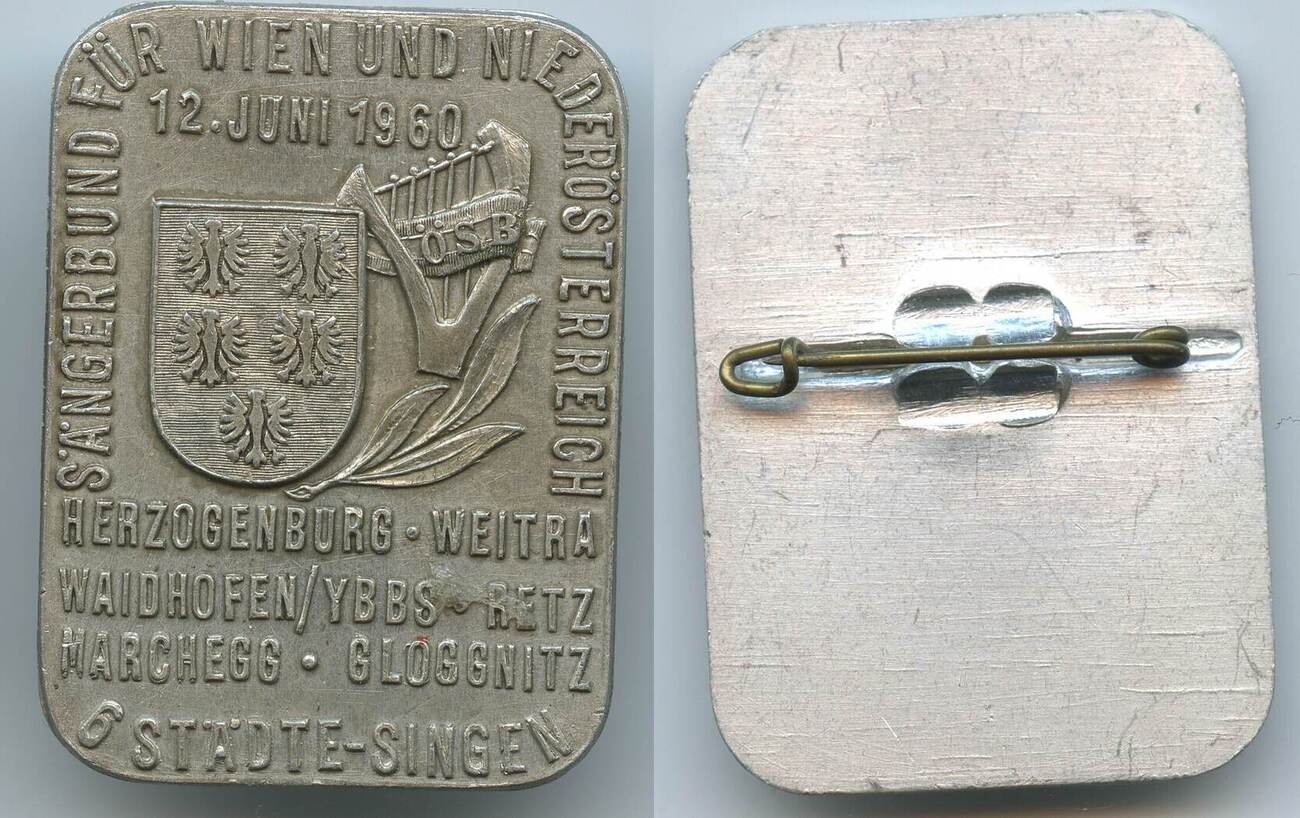 SÄNGERBUND FÜR WIEN UND NIEDERÖSTERREICH
12. JUNI 1960
Ö.S.B
HERZOGENBURG · WEITRA
WAIDHOFEN/YBBS · RETZ
MARCHEGG · GLOGGNITZ
6 STÄDTE-SINGEN